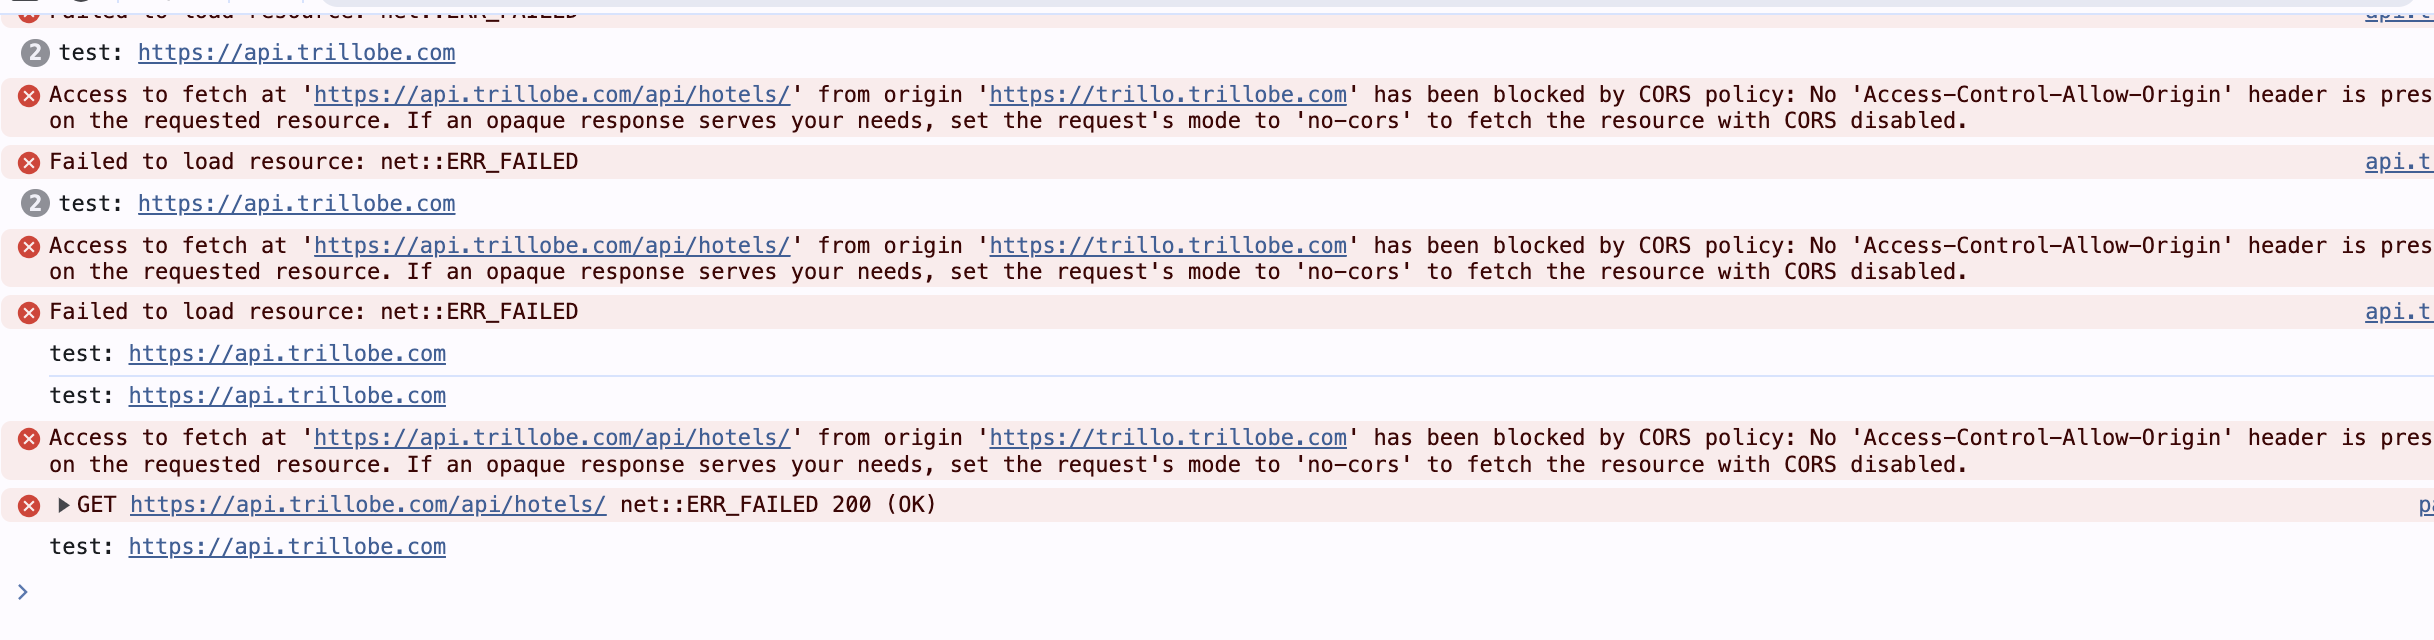 Failed to load resource: net::ERR_FAILED
2 test: https://api.trillobe.com
Access to fetch at 'https://api.trillobe.com/api/hotels/' from origin 'https://trillo.trillobe.com' has been blocked by CORS policy: No 'Access-Control-Allow-Origin' header is pres
on the requested resource. If an opaque response serves your needs, set the request's mode to 'no-cors' to fetch the resource with CORS disabled.
Failed to load resource: net::ERR_FAILED api.t
2 test: https://api.trillobe.com
Access to fetch at 'https://api.trillobe.com/api/hotels/' from origin 'https://trillo.trillobe.com' has been blocked by CORS policy: No 'Access-Control-Allow-Origin' header is pres
on the requested resource. If an opaque response serves your needs, set the request's mode to 'no-cors' to fetch the resource with CORS disabled.
Failed to load resource: net::ERR_FAILED api.t
test: https://api.trillobe.com
test: https://api.trillobe.com
Access to fetch at 'https://api.trillobe.com/api/hotels/' from origin 'https://trillo.trillobe.com' has been blocked by CORS policy: No 'Access-Control-Allow-Origin' header is pres
on the requested resource. If an opaque response serves your needs, set the request's mode to 'no-cors' to fetch the resource with CORS disabled.
GET https://api.trillobe.com/api/hotels/ net::ERR_FAILED 200 (OK) pa
test: https://api.trillobe.com